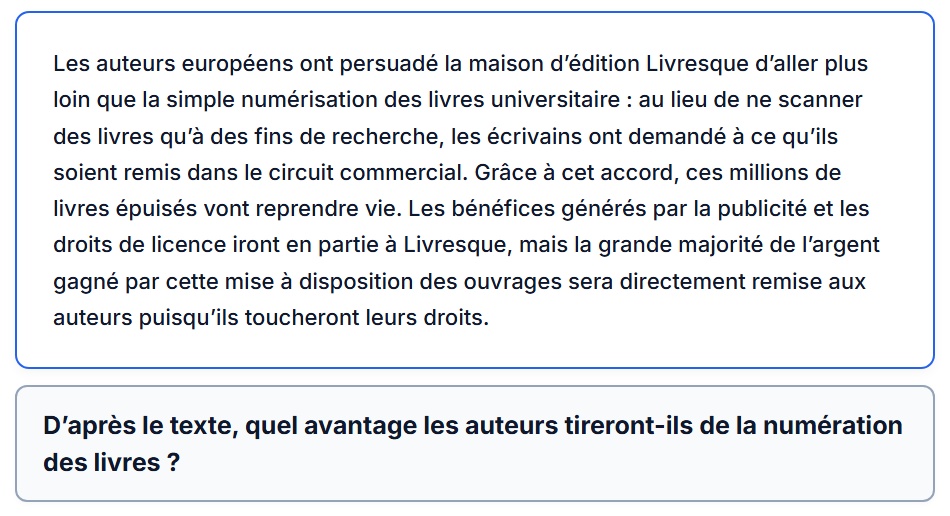 Les auteurs européens ont persuadé la maison d’édition Livresque d’aller plus
loin que la simple numérisation des livres universitaire : au lieu de ne scanner
des livres qu’à des fins de recherche, les écrivains ont demandé à ce qu’ils
soient remis dans le circuit commercial. Grâce à cet accord, ces millions de
livres épuisés vont reprendre vie. Les bénéfices générés par la publicité et les
droits de licence iront en partie à Livresque, mais la grande majorité de l’argent
gagné par cette mise à disposition des ouvrages sera directement remise aux
auteurs puisqu’ils toucheront leurs droits.
D’après le texte, quel avantage les auteurs tireront-ils de la numération
des livres ?